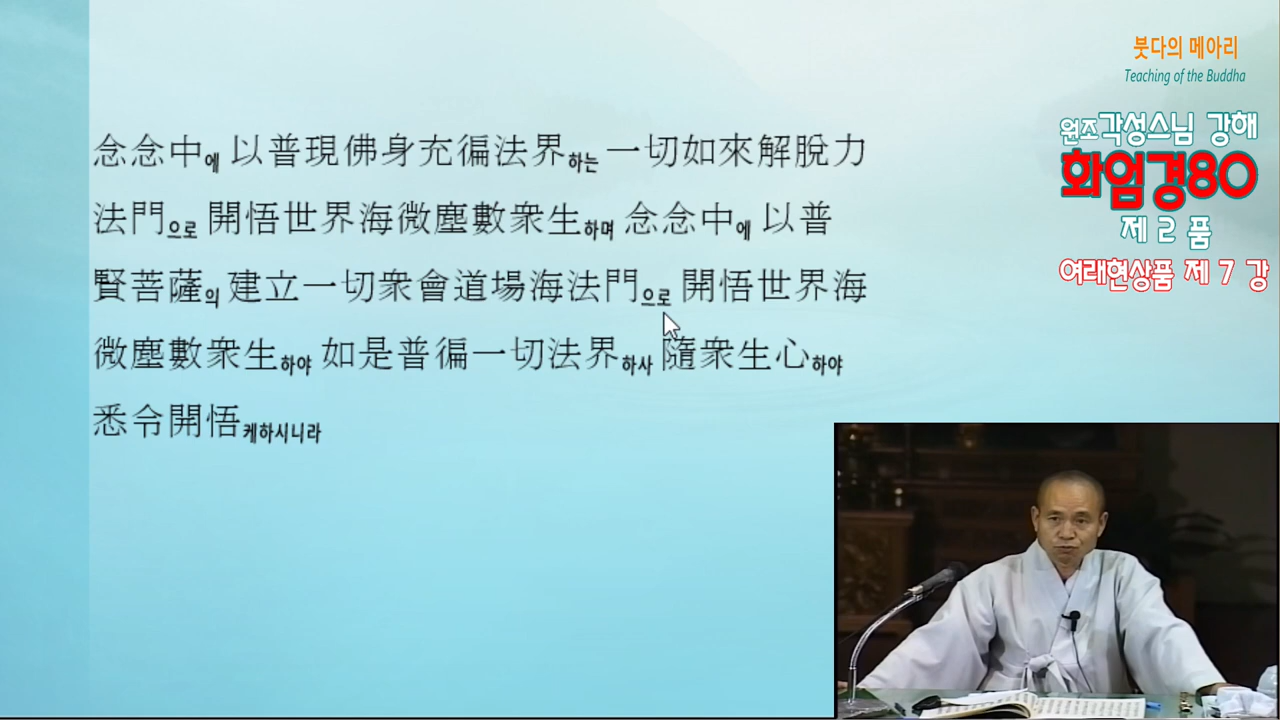 念念中에 以普現佛身充徧法界하는 一切如來解脫力
法門으로 開悟世界海微塵數衆生하며 念念中에 以普
賢菩薩의 建立一切衆會道場海法門으로 開悟世界海
微塵數衆生하야 如是普徧一切法界하사 隨衆生心하야
悉令開悟케하시니라
붓다의 메아리
Teaching of the Buddha
원조각성스님 강해
화엄경80
제 2 품
여래현상품 제 7 강